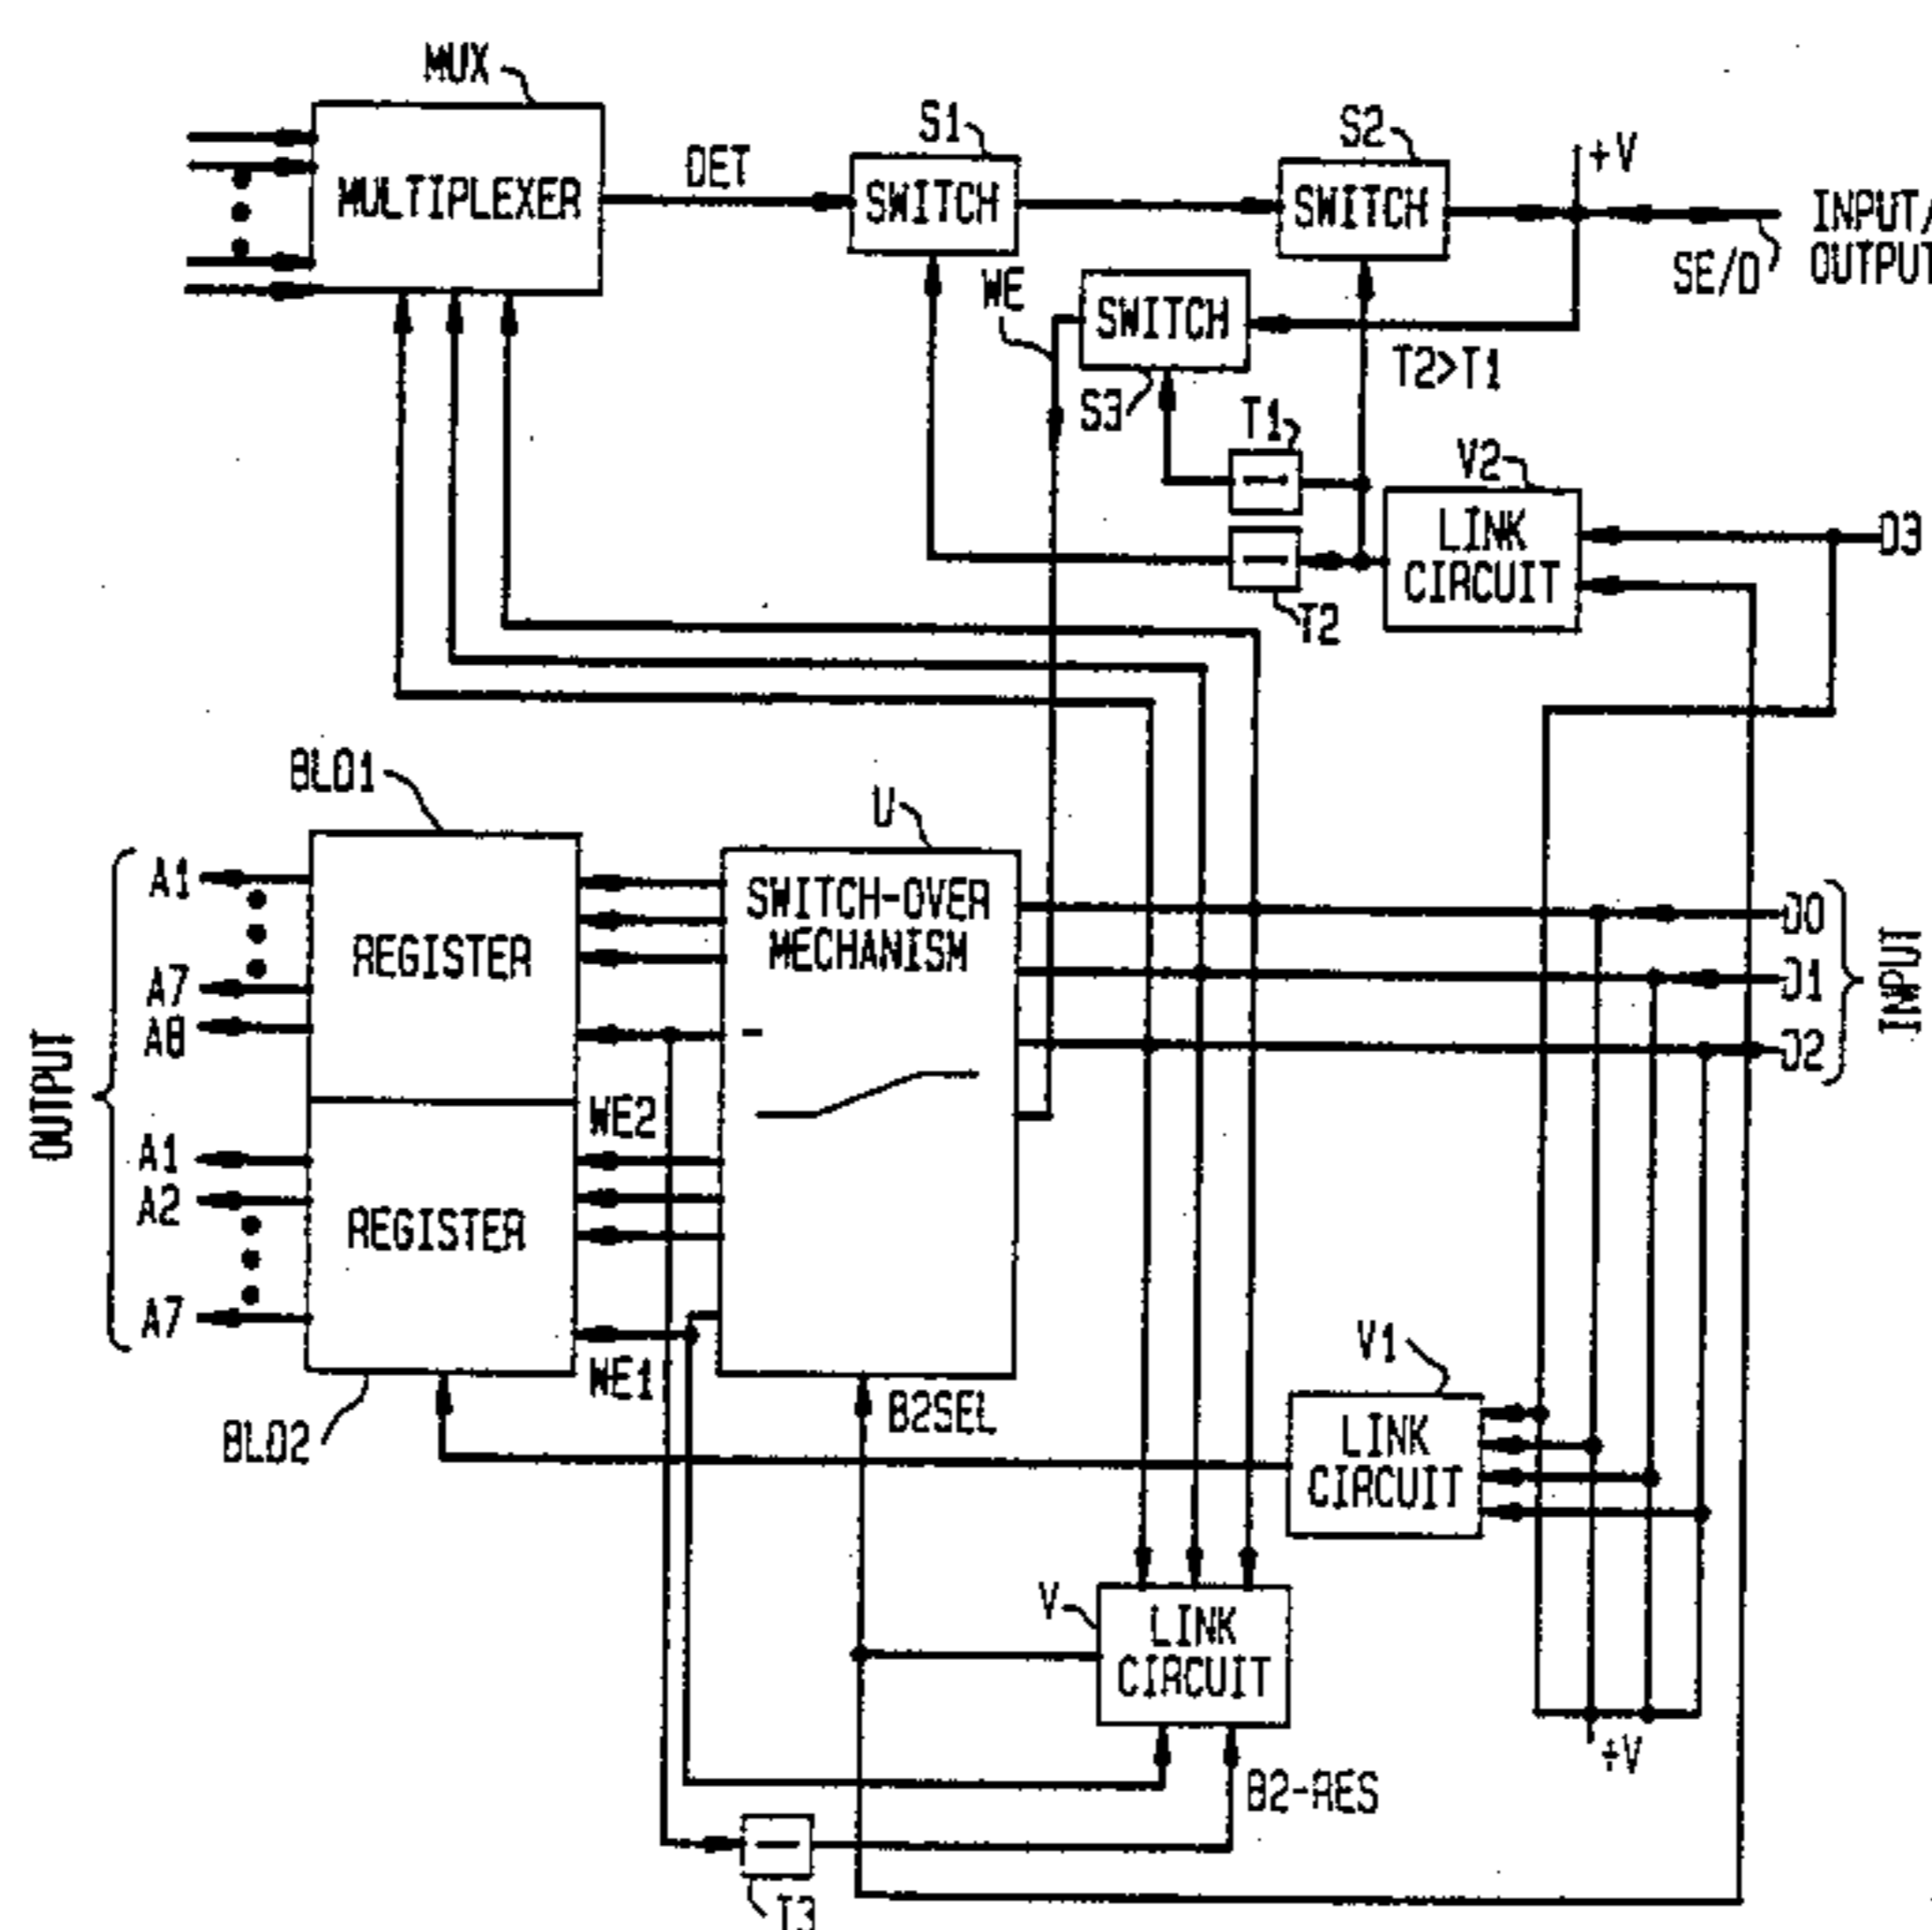 MUX
MULTIPLEXER
DET
S1
SWITCH
S2
SWITCH
+V
INPUT/
OUTPUT
SE/D
WE
SWITCH
S3
T2>T1
T1
V2
LINK
CIRCUIT
D3
T2
BLD1
U
A1
REGISTER
SWITCH-OVER
MECHANISM
D0
D1
D2
INPUT
A7
A8
OUTPUT
WE2
A1
A2
REGISTER
A7
WE1
BLD2
B2SEL
V1
LINK
CIRCUIT
V
LINK
CIRCUIT
+V
B2-RES
T3